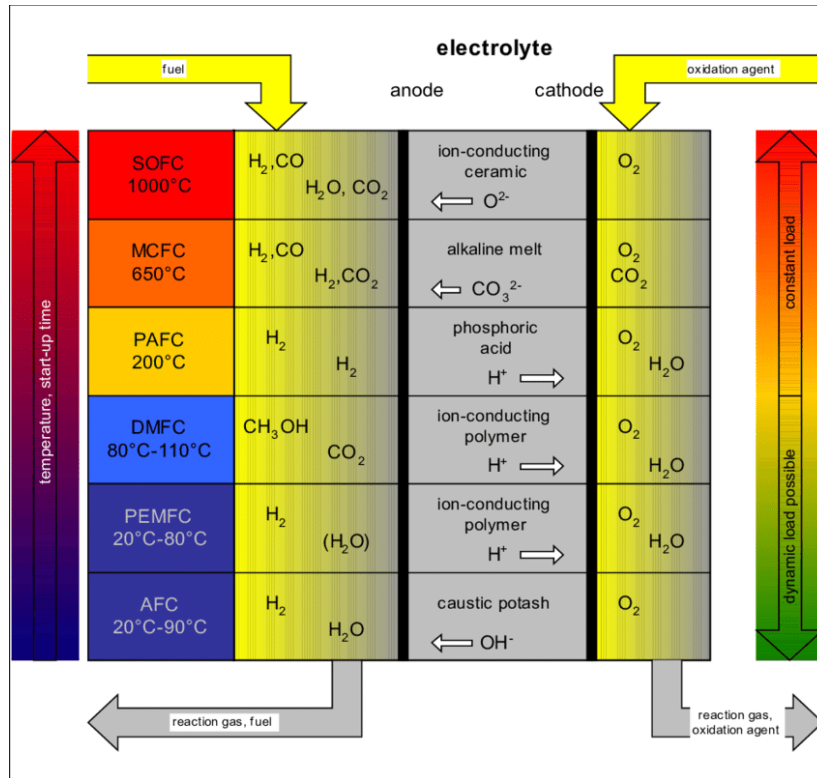 electrolyte
fuel
oxidation agent
anode
cathode
SOFC
1000°C
H₂,CO
H₂O, CO₂
ion-conducting
ceramic
O²⁻
O₂
MCFC
650°C
H₂,CO
H₂,CO₂
alkaline melt
CO₃²⁻
O₂
CO₂
PAFC
200°C
H₂
H₂
phosphoric
acid
H⁺
O₂
H₂O
DMFC
80°C-110°C
CH₃OH
CO₂
ion-conducting
polymer
H⁺
O₂
H₂O
PEMFC
20°C-80°C
H₂
(H₂O)
ion-conducting
polymer
H⁺
O₂
H₂O
AFC
20°C-90°C
H₂
H₂O
caustic potash
OH⁻
O₂
temperature, start-up time
constant load
dynamic load possible
reaction gas, fuel
reaction gas,
oxidation agent